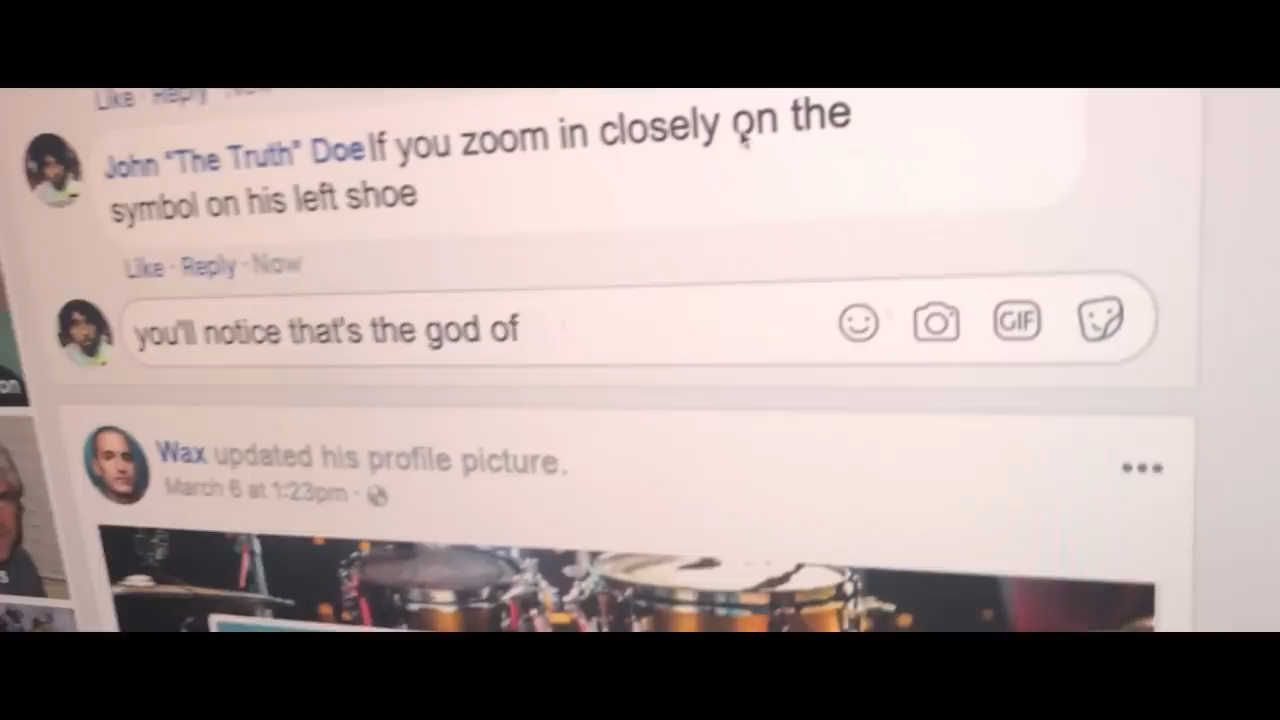 Like · Reply · Now
John "The Truth" Doe If you zoom in closely on the
symbol on his left shoe
Like · Reply · Now
you'll notice that's the god of
GIF
on
Wax updated his profile picture.
March 6 at 1:23pm ·
s